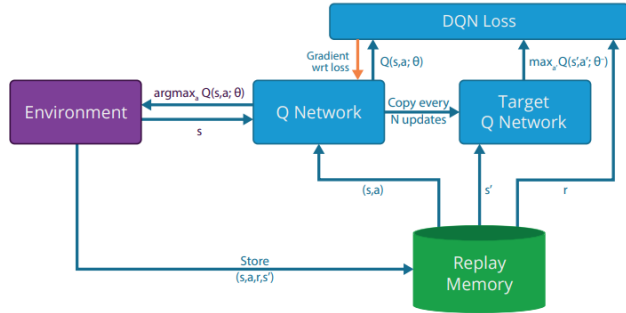 DQN Loss
Gradient
wrt loss
Q(s,a; θ)
maxₐ' Q(s',a'; θ⁻)
argmaxₐ Q(s,a; θ)
Environment
s
Q Network
Copy every
N updates
Target
Q Network
(s,a)
s'
r
Store
(s,a,r,s')
Replay
Memory